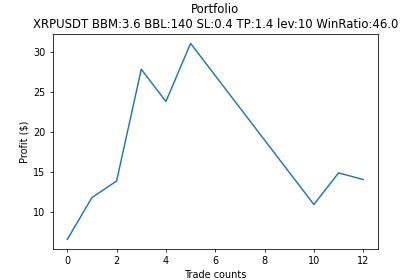 Portfolio
XRPUSDT BBM:3.6 BBL:140 SL:0.4 TP:1.4 lev:10 WinRatio:46.0
30
25
20
15
10
Profit ($)
0 2 4 6 8 10 12
Trade counts